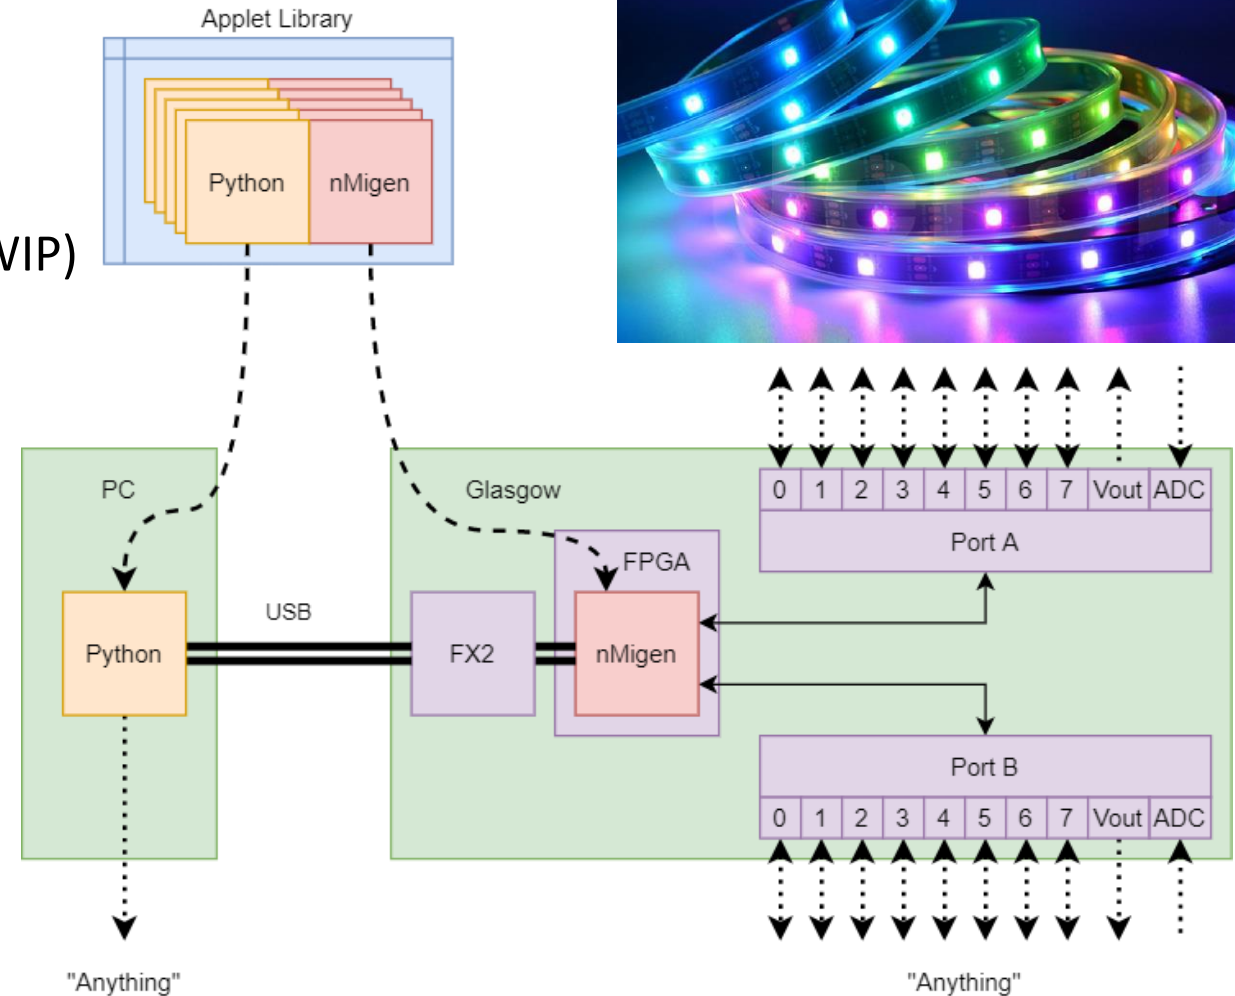 Applet Library
Python
nMigen
WIP)
PC
Glasgow
0 1 2 3 4 5 6 7 Vout ADC
Port A
FPGA
USB
Python
FX2
nMigen
Port B
0 1 2 3 4 5 6 7 Vout ADC
"Anything"
"Anything"